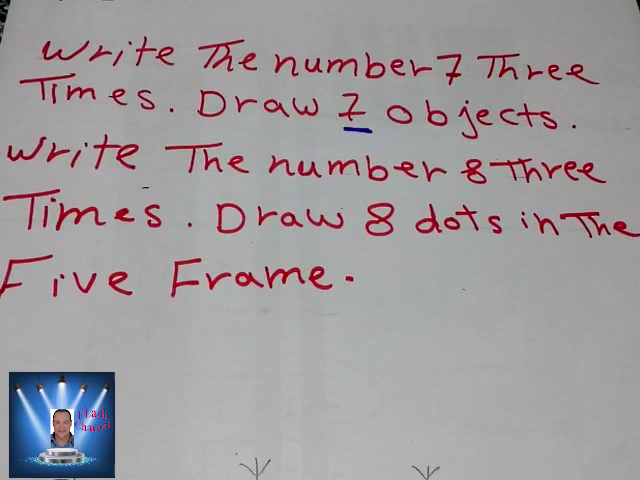 Write The number 7 Three
Times. Draw 7 objects.
Write The number 8 Three
Times. Draw 8 dots in The
Five Frame.